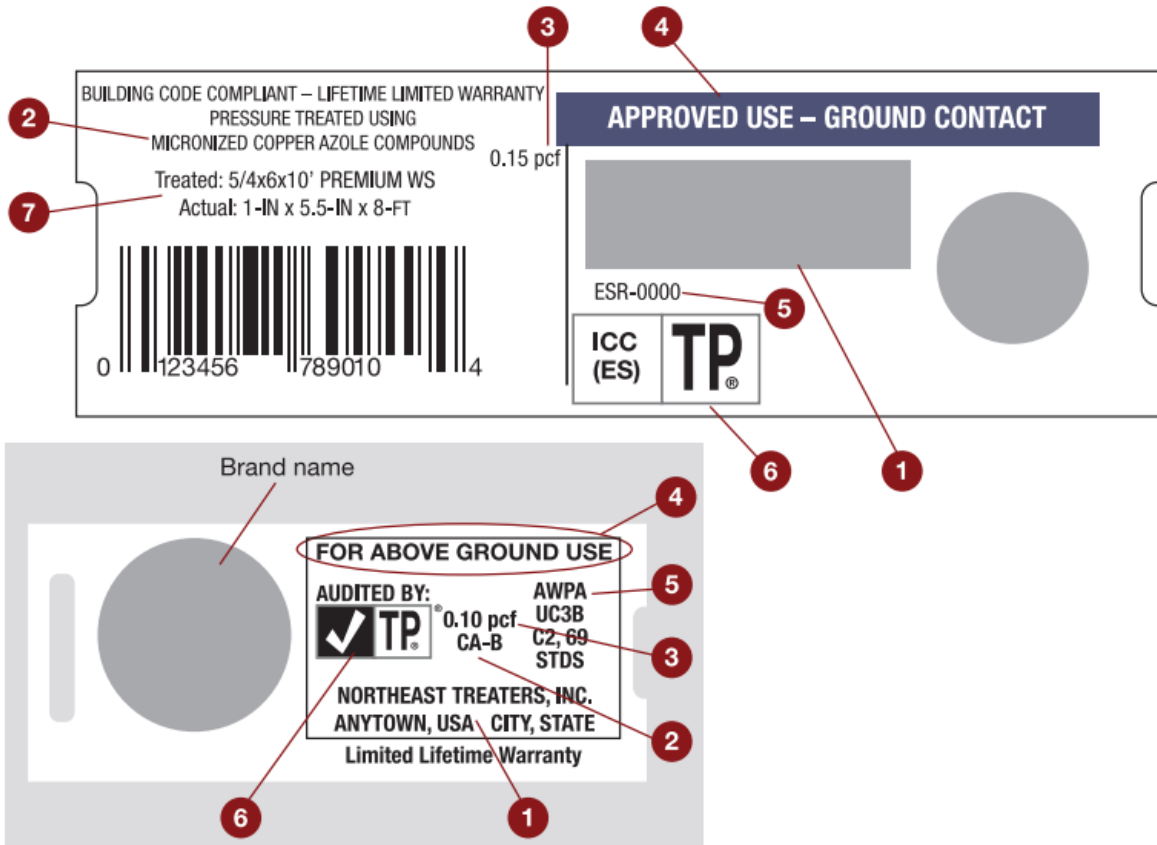 3
4
BUILDING CODE COMPLIANT – LIFETIME LIMITED WARRANTY
PRESSURE TREATED USING
MICRONIZED COPPER AZOLE COMPOUNDS
2
APPROVED USE – GROUND CONTACT
0.15 pcf
Treated: 5/4x6x10' PREMIUM WS
Actual: 1-IN x 5.5-IN x 8-FT
7
ESR-0000
5
ICC
(ES)
TP®
0 123456 789010 4
6
1
Brand name
4
FOR ABOVE GROUND USE
AUDITED BY:
TP®
®
0.10 pcf
CA-B
AWPA
UC3B
C2, 69
STDS
5
3
NORTHEAST TREATERS, INC.
ANYTOWN, USA CITY, STATE
2
Limited Lifetime Warranty
6
1